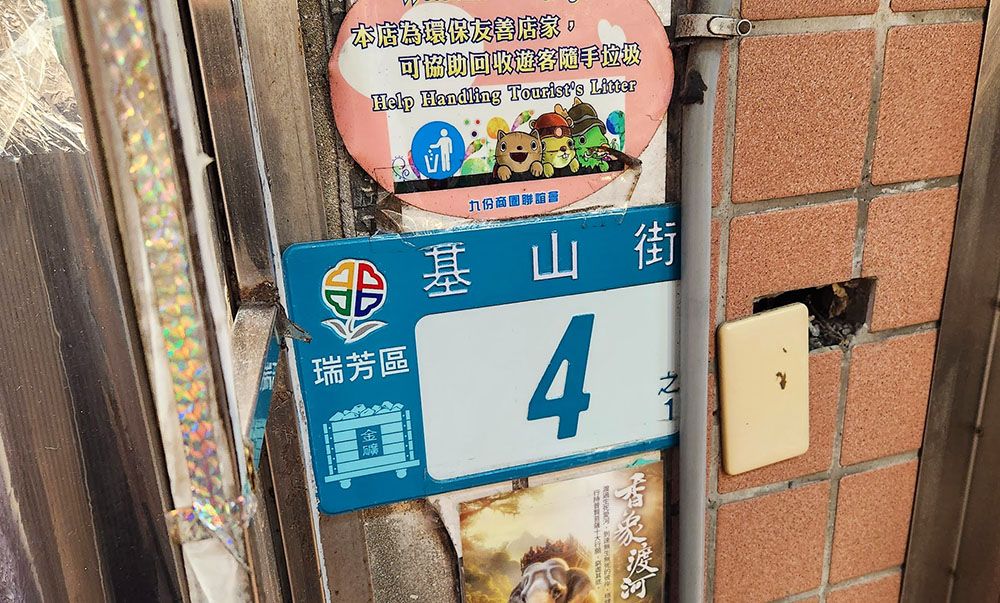 本店為環保友善店家，
可協助回收遊客隨手垃圾
Help Handling Tourist's Litter
九份商圈聯誼會
基山街
瑞芳區
4
之1
金礦
香象渡河